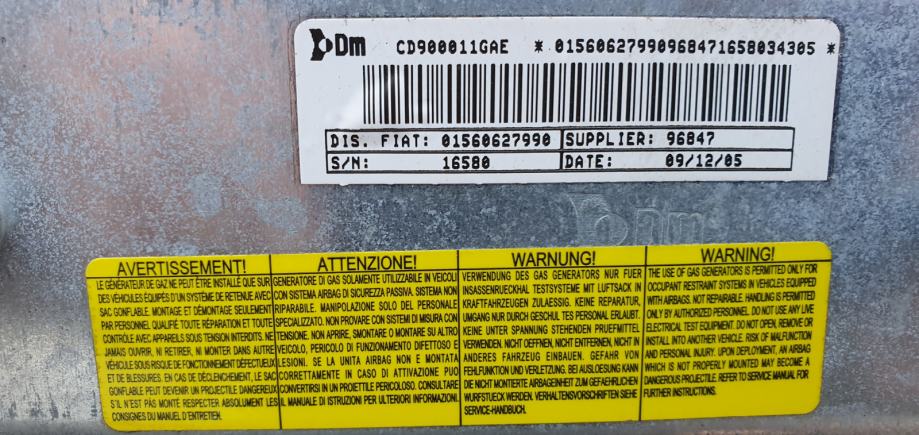 Dm CD900011GAE * 01560627990968471658034305 *
DIS. FIAT: 01560627990 SUPPLIER: 96847
S/N: 16580 DATE: 09/12/05
Dm
AVERTISSEMENT!
LE GÉNÉRATEUR DE GAZ NE PEUT ÊTRE INSTALLÉ QUE SUR
DES VÉHICULES ÉQUIPÉS D'UN SYSTÈME DE RETENUE AVEC
SAC GONFLABLE. MONTAGE ET DÉMONTAGE SEULEMENT
PAR PERSONNEL QUALIFIÉ TOUTE RÉPARATION ET TOUTE
CONTRÔLE AVEC APPAREILS SOUS TENSION INTERDITS. NE
JAMAIS OUVRIR, NI RETIRER, NI MONTER DANS AUTRE
VÉHICULE SOUS RISQUE DE FONCTIONNEMENT DÉFECTUEUX
ET DE BLESSURES. EN CAS DE DÉCLENCHEMENT, LE SAC
GONFLABLE PEUT DEVENIR UN PROJECTILE DANGEREUX
S'IL N'EST PAS MONTÉ RESPECTER ABSOLUMENT LES
CONSIGNES DU MANUEL D'ENTRETIEN.
ATTENZIONE!
GENERATORE DI GAS SOLAMENTE UTILIZZABILE IN VEICOLI
CON SISTEMA AIRBAG DI SICUREZZA PASSIVA. SISTEMA NON
RIPARABILE. MANIPOLAZIONE SOLO DEL PERSONALE
SPECIALIZZATO. NON PROVARE CON SISTEMI DI MISURA CON
TENSIONE. NON APRIRE, SMONTARE O MONTARE SU ALTRO
VEICOLO, PERICOLO DI FUNZIONAMENTO DIFETTOSO E
LESIONI. SE LA UNITA AIRBAG NON E MONTATA
CORRETTAMENTE IN CASO DI ATTIVAZIONE PUO
CONVERTIRSI IN UN PROIETTILE PERICOLOSO. CONSULTARE
IL MANUALE DI ISTRUZIONI PER ULTERIORI INFORMAZIONI.
WARNUNG!
VERWENDUNG DES GAS GENERATORS NUR FUER
INSASSENRUECKHAL TESTSYSTEME MIT LUFTSACK IN
KRAFTFAHRZEUGEN ZULAESSIG. KEINE REPARATUR,
UMGANG NUR DURCH GESCHUL TES PERSONAL ERLAUBT.
KEINE UNTER SPANNUNG STEHENDEN PRUEFMITTEL
VERWENDEN. NICHT OEFFNEN, NICHT ENTFERNEN, NICHT IN
ANDERES FAHRZEUG EINBAUEN. GEFAHR VON
FEHLFUNKTION UND VERLETZUNG. BEI AUSLOESUNG KANN
DIE NICHT MONTIERTE AIRBAGEINHEIT ZUM GEFAEHRLICHEN
WURFSTUECK WERDEN. VERHALTENSVORSCHRIFTEN SIEHE
SERVICE-HANDBUCH.
WARNING!
THE USE OF GAS GENERATORS IS PERMITTED ONLY FOR
OCCUPANT RESTRAINT SYSTEMS IN VEHICLES EQUIPPED
WITH AIRBAGS. NOT REPAIRABLE. HANDLING IS PERMITTED
ONLY BY AUTHORIZED PERSONNEL. DO NOT USE ANY LIVE
ELECTRICAL TEST EQUIPMENT. DO NOT OPEN, REMOVE OR
INSTALL INTO ANOTHER VEHICLE RISK OF MALFUNCTION
AND PERSONAL INJURY. UPON DEPLOYMENT, AN AIRBAG
WHICH IS NOT PROPERLY MOUNTED MAY BECOME A
DANGEROUS PROJECTILE. REFER TO SERVICE MANUAL FOR
FURTHER INSTRUCTIONS.